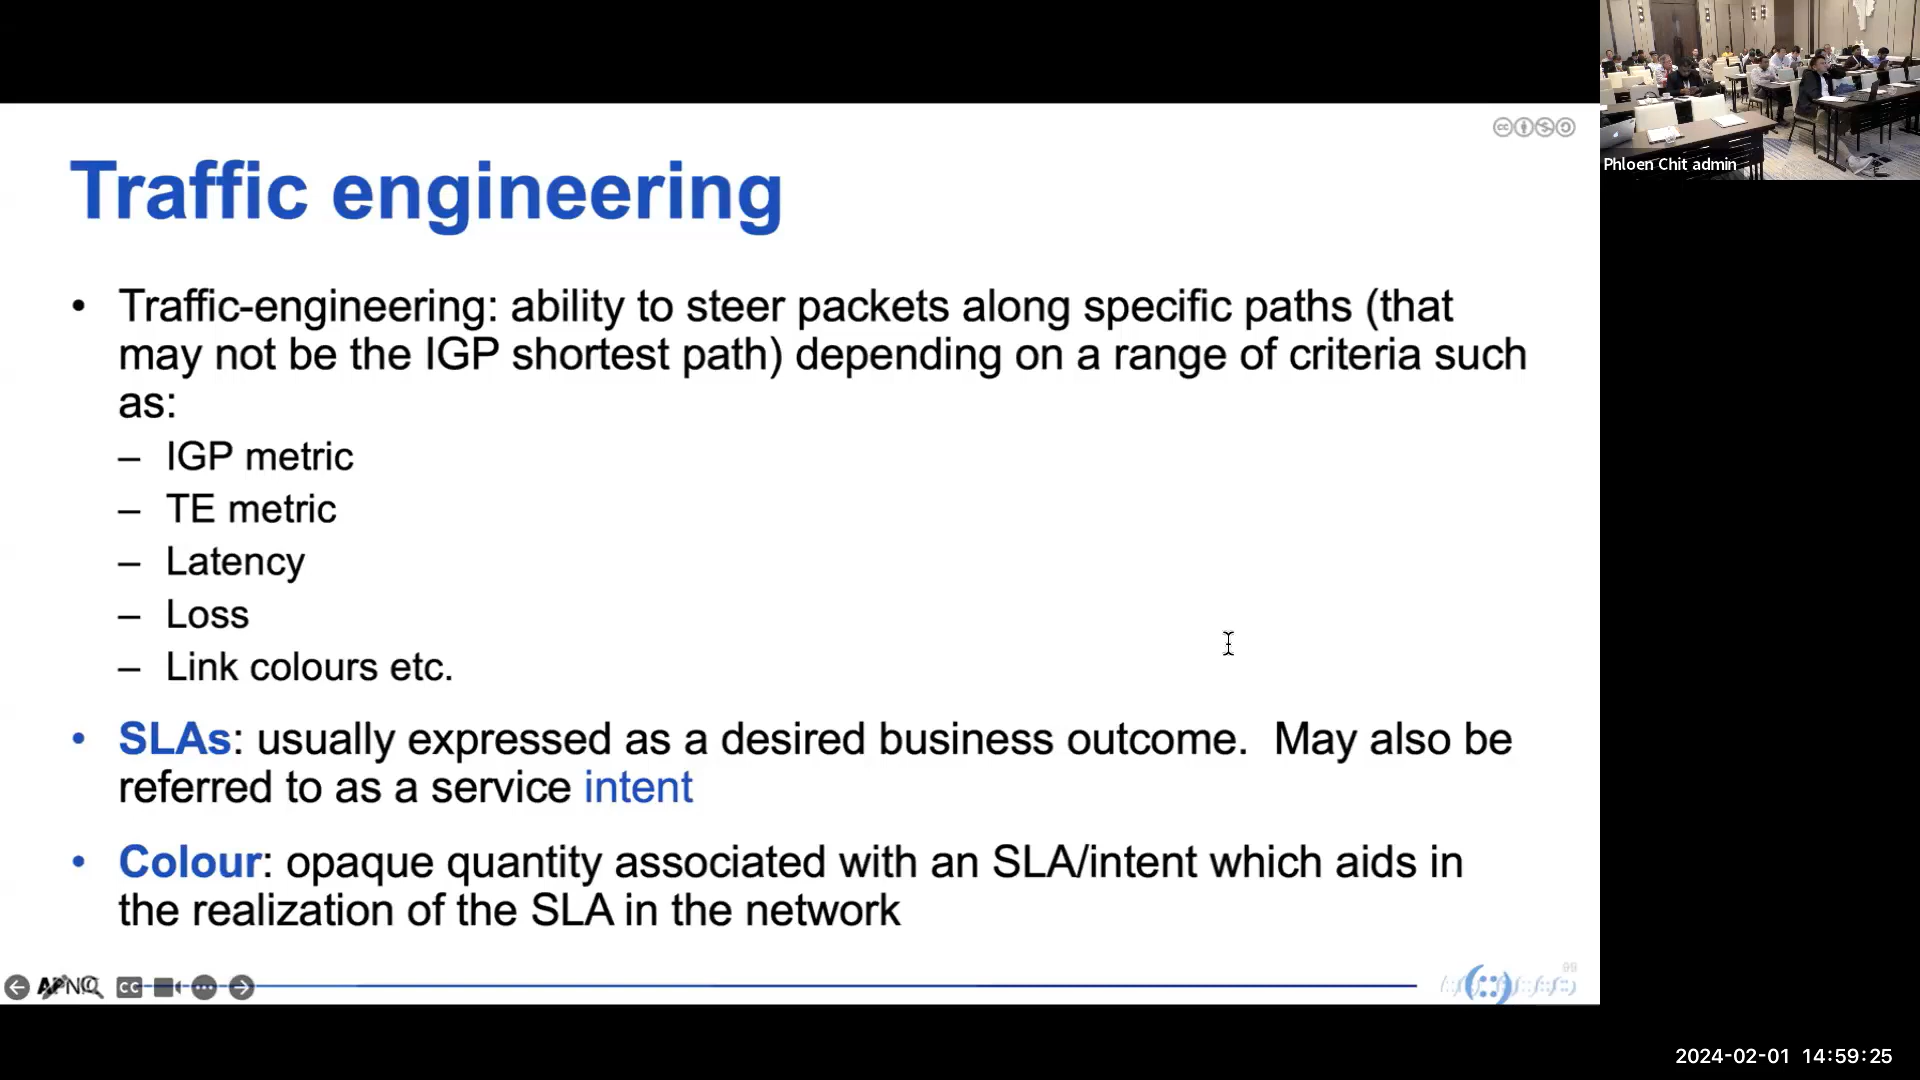 Traffic engineering
• Traffic-engineering: ability to steer packets along specific paths (that
may not be the IGP shortest path) depending on a range of criteria such
as:
– IGP metric
– TE metric
– Latency
– Loss
– Link colours etc.
• SLAs: usually expressed as a desired business outcome. May also be
referred to as a service intent
• Colour: opaque quantity associated with an SLA/intent which aids in
the realization of the SLA in the network
APNIC
CC
99
Phloen Chit admin
2024-02-01 14:59:25